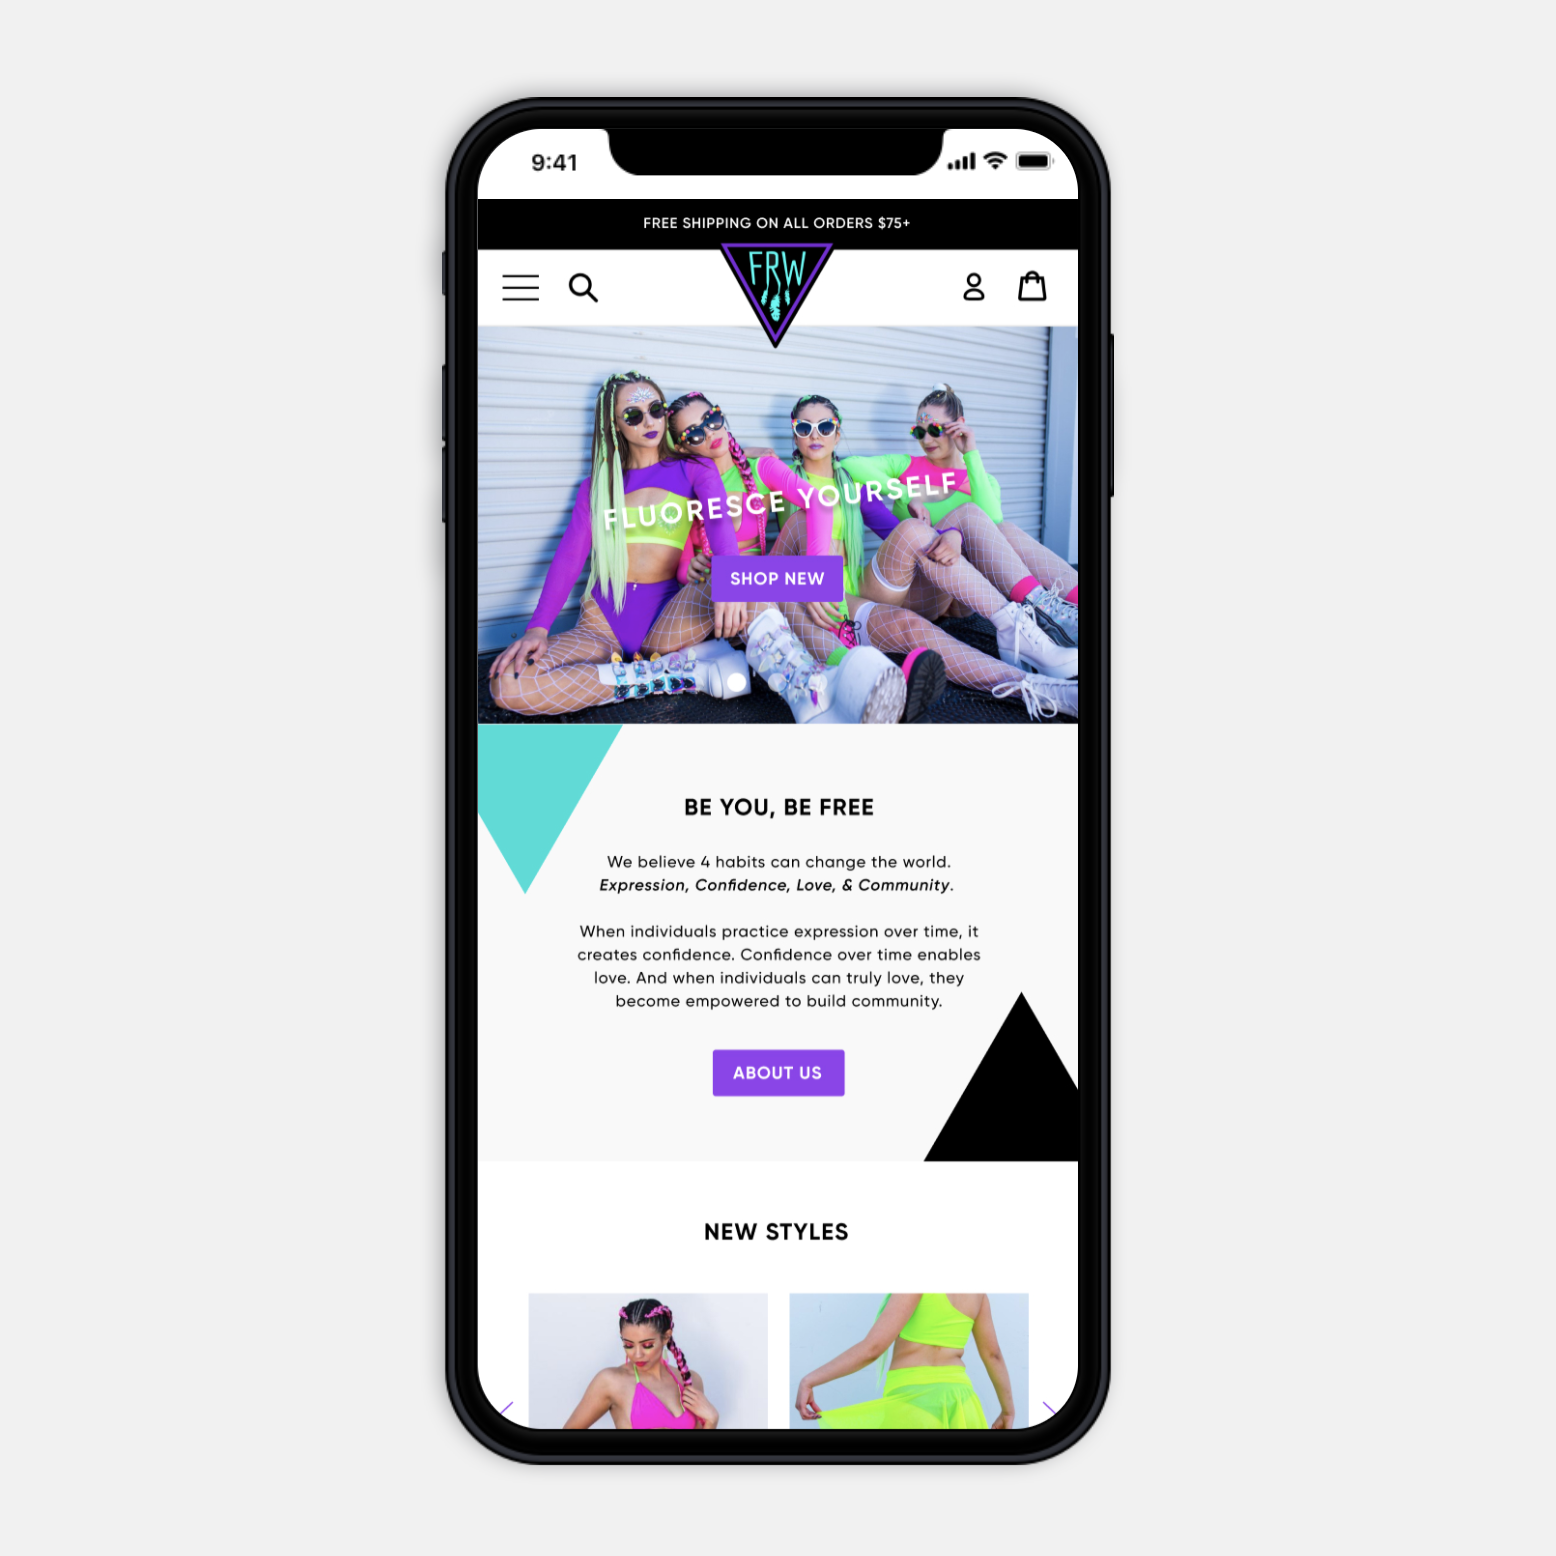 9:41
FREE SHIPPING ON ALL ORDERS $75+
FRW
FLUORESCE YOURSELF
SHOP NEW
BE YOU, BE FREE
We believe 4 habits can change the world.
Expression, Confidence, Love, & Community.
When individuals practice expression over time, it
creates confidence. Confidence over time enables
love. And when individuals can truly love, they
become empowered to build community.
ABOUT US
NEW STYLES